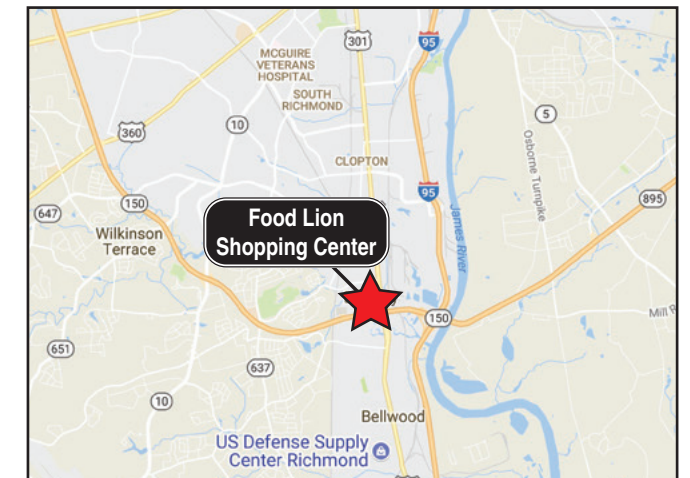 301
95
MCGUIRE
VETERANS
HOSPITAL
SOUTH
RICHMOND
5
10
360
Osborne Turnpike
CLOPTON
95
895
150
647
Wilkinson
Terrace
Food Lion
Shopping Center
James River
150
Mill
651
637
10
Bellwood
US Defense Supply
Center Richmond